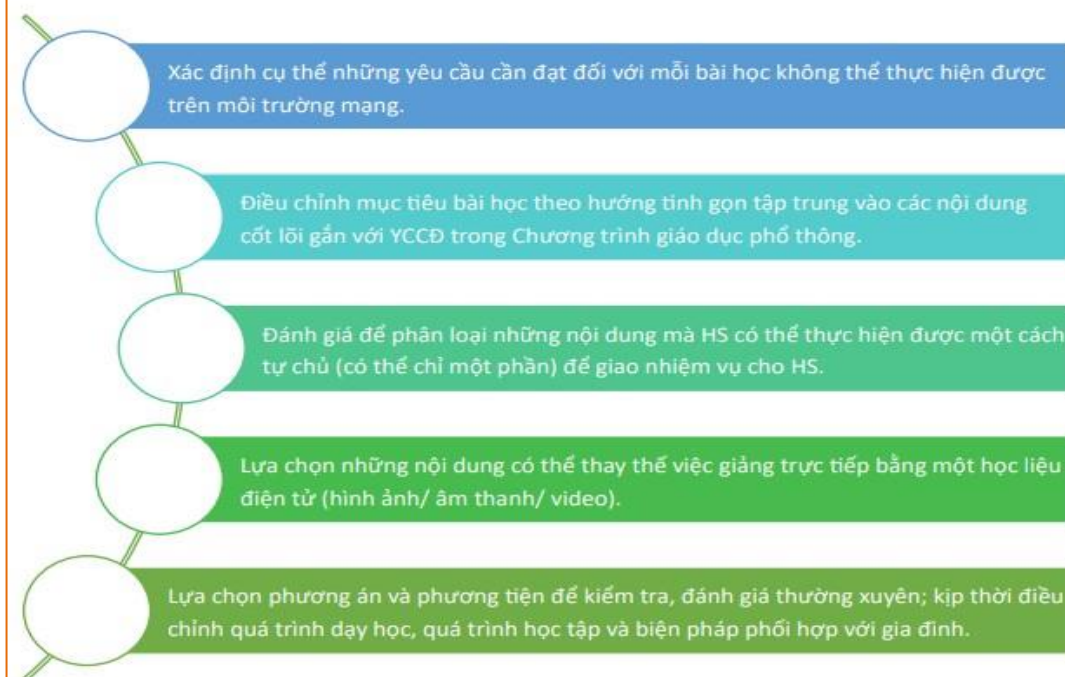 Xác định cụ thể những yêu cầu cần đạt đối với mỗi bài học không thể thực hiện được
trên môi trường mạng.
Điều chỉnh mục tiêu bài học theo hướng tinh gọn tập trung vào các nội dung
cốt lõi gắn với YCCĐ trong Chương trình giáo dục phổ thông.
Đánh giá để phân loại những nội dung mà HS có thể thực hiện được một cách
tự chủ (có thể chỉ một phần) để giao nhiệm vụ cho HS.
Lựa chọn những nội dung có thể thay thế việc giảng trực tiếp bằng một học liệu
điện tử (hình ảnh/ âm thanh/ video).
Lựa chọn phương án và phương tiện để kiểm tra, đánh giá thường xuyên; kịp thời điều
chỉnh quá trình dạy học, quá trình học tập và biện pháp phối hợp với gia đình.